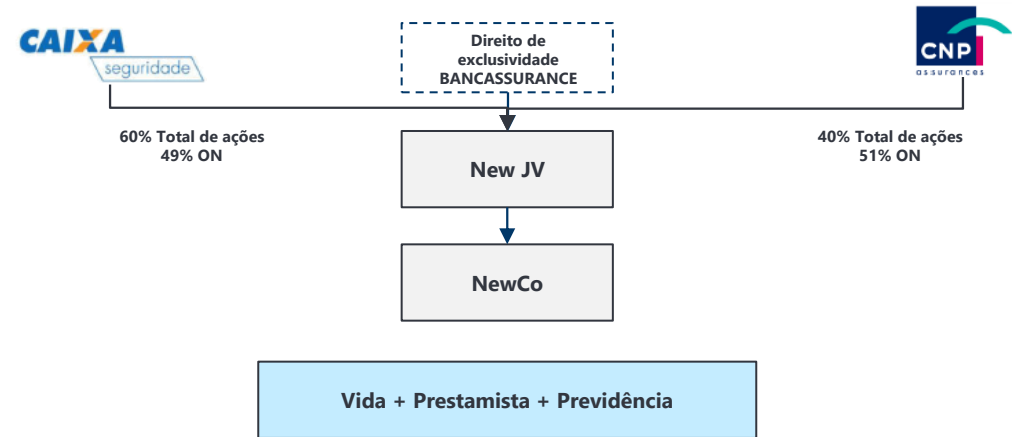 CAIXA
seguridade
Direito de
exclusividade
BANCASSURANCE
CNP
assurances
60% Total de ações
49% ON
40% Total de ações
51% ON
New JV
NewCo
Vida + Prestamista + Previdência